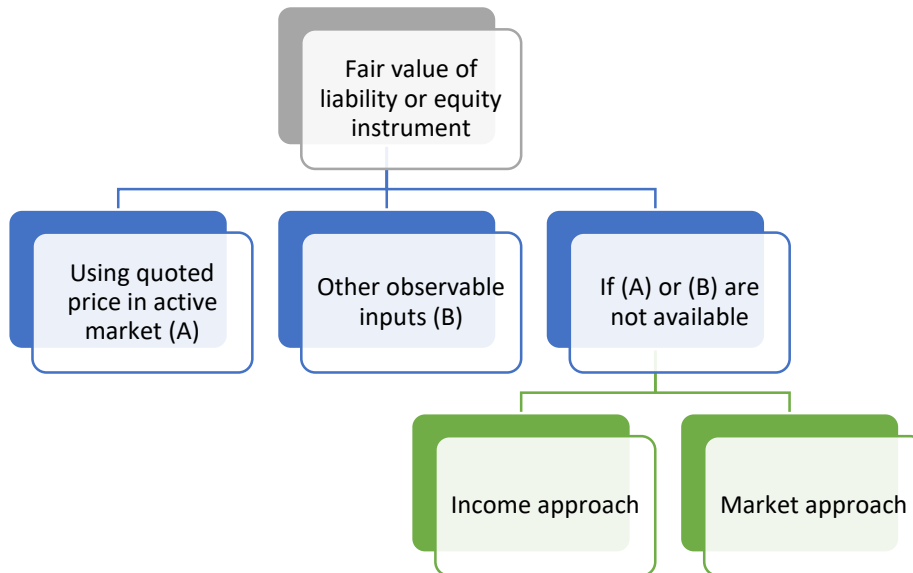 Fair value of
liability or equity
instrument
Using quoted
price in active
market (A)
Other observable
inputs (B)
If (A) or (B) are
not available
Income approach
Market approach